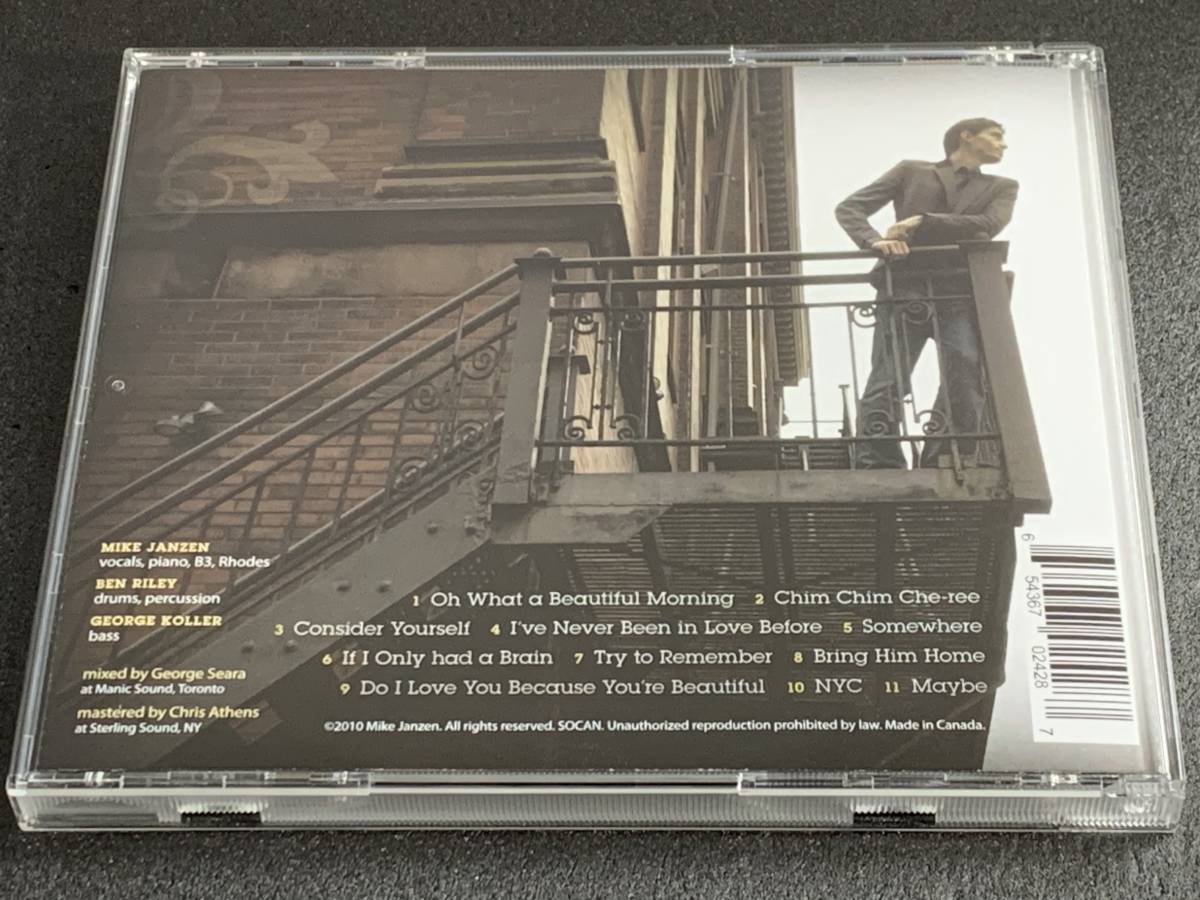 MIKE JANZEN
vocals, piano, B3, Rhodes
BEN RILEY
drums, percussion
GEORGE KOLLER
bass
mixed by George Seara
at Manic Sound, Toronto
mastered by Chris Athens
at Sterling Sound, NY
1 Oh What a Beautiful Morning 2 Chim Chim Che-ree
3 Consider Yourself 4 I've Never Been in Love Before 5 Somewhere
6 If I Only had a Brain 7 Try to Remember 8 Bring Him Home
9 Do I Love You Because You're Beautiful 10 NYC 11 Maybe
©2010 Mike Janzen. All rights reserved. SOCAN. Unauthorized reproduction prohibited by law. Made in Canada.
6 54367 02428 7